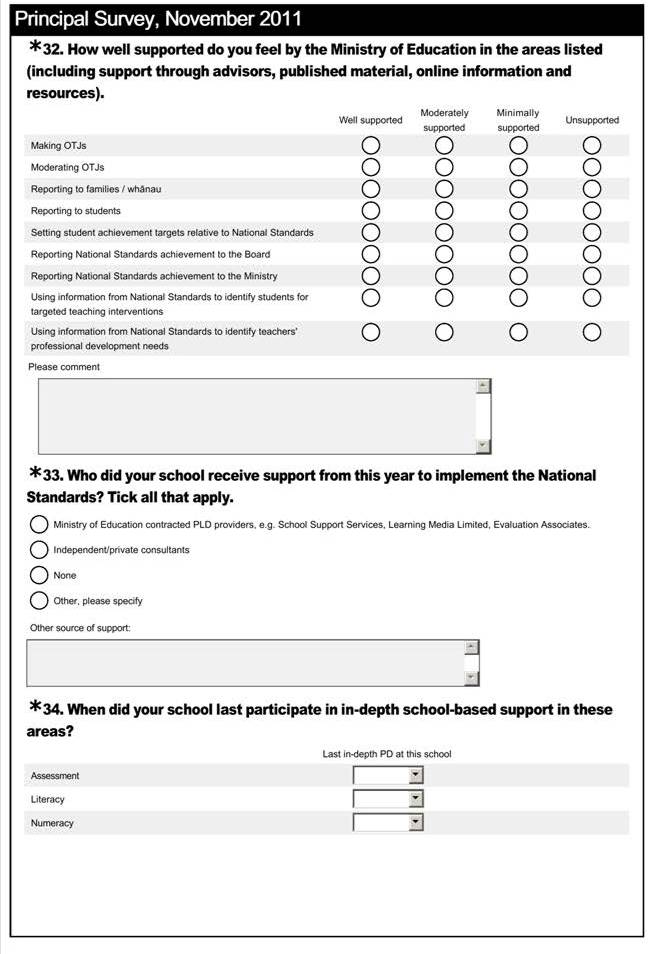 Principal Survey, November 2011
*32. How well supported do you feel by the Ministry of Education in the areas listed
(including support through advisors, published material, online information and
resources).
Well supported Moderately supported Minimally supported Unsupported
Making OTJs
Moderating OTJs
Reporting to families / whānau
Reporting to students
Setting student achievement targets relative to National Standards
Reporting National Standards achievement to the Board
Reporting National Standards achievement to the Ministry
Using information from National Standards to identify students for
targeted teaching interventions
Using information from National Standards to identify teachers'
professional development needs
Please comment
*33. Who did your school receive support from this year to implement the National
Standards? Tick all that apply.
Ministry of Education contracted PLD providers, e.g. School Support Services, Learning Media Limited, Evaluation Associates.
Independent/private consultants
None
Other, please specify
Other source of support:
*34. When did your school last participate in in-depth school-based support in these
areas?
Last in-depth PD at this school
Assessment
Literacy
Numeracy